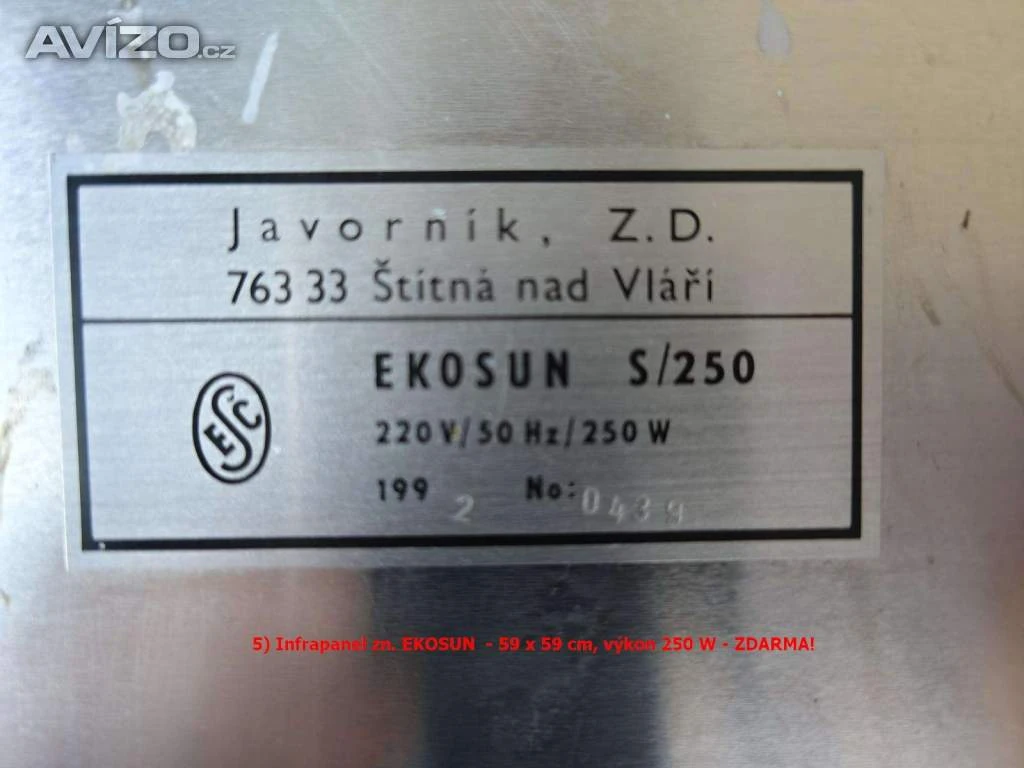 AVÍZO.cz
Javorník, Z.D.
763 33 Štítná nad Vláří
ESČ
EKOSUN S/250
220 V/50 Hz/250 W
199 2 No: 0439
5) Infrapanel zn. EKOSUN - 59 x 59 cm, výkon 250 W - ZDARMA!